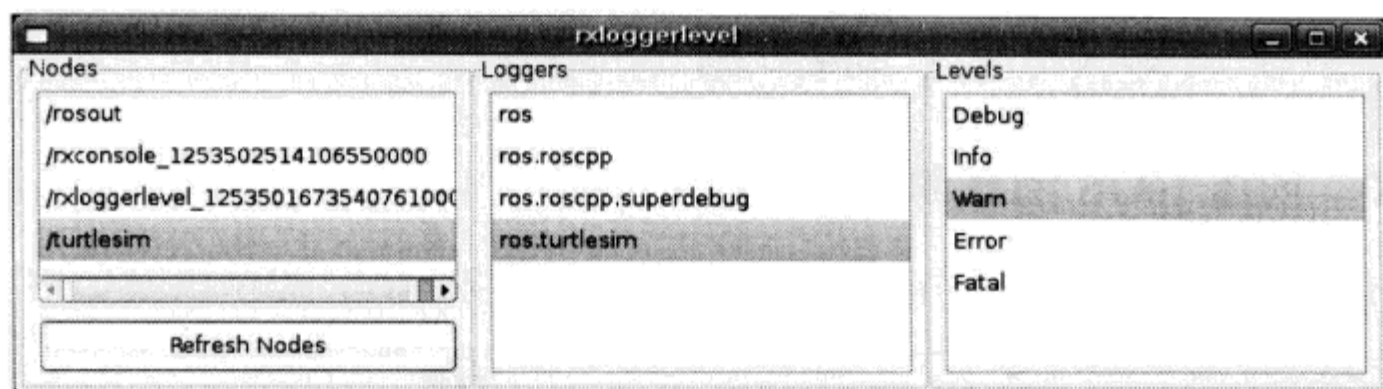 rxloggerlevel
Nodes
/rosout
/rxconsole_1253502514106550000
/rxloggerlevel_125350167354076100
/turtlesim
Refresh Nodes
Loggers
ros
ros.roscpp
ros.roscpp.superdebug
ros.turtlesim
Levels
Debug
Info
Warn
Error
Fatal